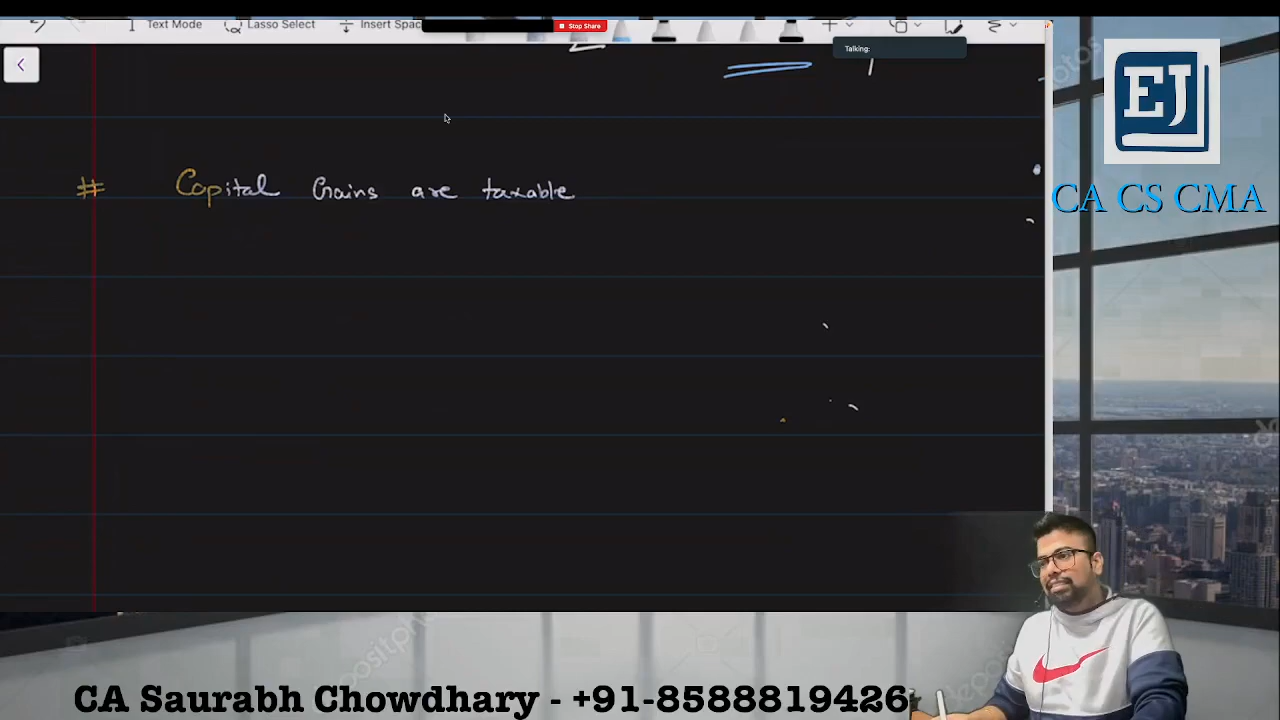 Text Mode Lasso Select Insert Spac Stop Share
Talking:
EJ
CA CS CMA
# Capital Gains are taxable
CA Saurabh Chowdhary - +91-8588819426